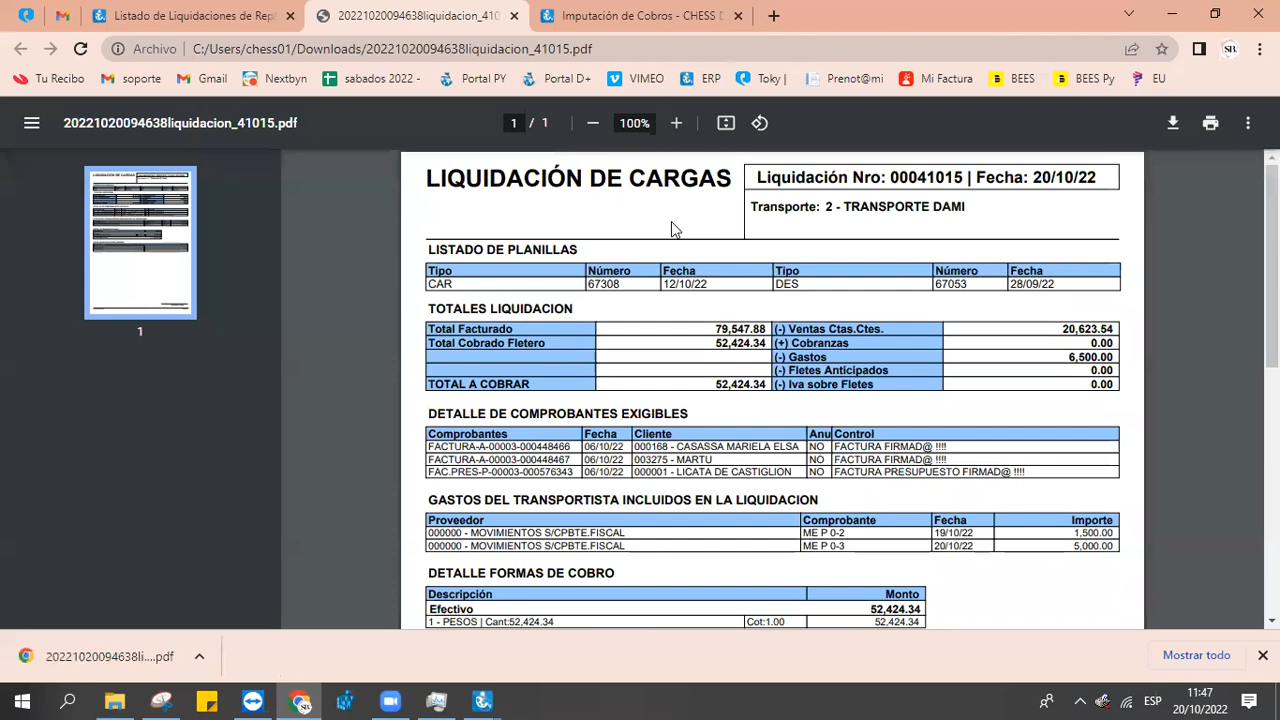 Listado de Liquidaciones de Rep
20221020094638liquidacion_410
Imputación de Cobros - CHESS D
Archivo C:/Users/chess01/Downloads/20221020094638liquidacion_41015.pdf
Tu Recibo soporte Gmail Nextbyn sabados 2022 - Portal PY Portal D+ VIMEO ERP Toky | Prenot@mi Mi Factura BEES BEES Py EU
20221020094638liquidacion_41015.pdf 1 / 1 100%
LIQUIDACIÓN DE CARGAS
Liquidación Nro: 00041015 | Fecha: 20/10/22
Transporte: 2 - TRANSPORTE DAMI
LISTADO DE PLANILLAS
Tipo Número Fecha Tipo Número Fecha
CAR 67308 12/10/22 DES 67053 28/09/22
TOTALES LIQUIDACION
Total Facturado 79,547.88 (-) Ventas Ctas.Ctes. 20,623.54
Total Cobrado Fletero 52,424.34 (+) Cobranzas 0.00
(-) Gastos 6,500.00
(-) Fletes Anticipados 0.00
TOTAL A COBRAR 52,424.34 (-) Iva sobre Fletes 0.00
DETALLE DE COMPROBANTES EXIGIBLES
Comprobantes Fecha Cliente Anu Control
FACTURA-A-00003-000448466 06/10/22 000168 - CASASSA MARIELA ELSA NO FACTURA FIRMAD@ !!!!
FACTURA-A-00003-000448467 06/10/22 003275 - MARTU NO FACTURA FIRMAD@ !!!!
FAC.PRES-P-00003-000576343 06/10/22 000001 - LICATA DE CASTIGLION NO FACTURA PRESUPUESTO FIRMAD@ !!!!
GASTOS DEL TRANSPORTISTA INCLUIDOS EN LA LIQUIDACION
Proveedor Comprobante Fecha Importe
000000 - MOVIMIENTOS S/CPBTE.FISCAL ME P 0-2 19/10/22 1,500.00
000000 - MOVIMIENTOS S/CPBTE.FISCAL ME P 0-3 20/10/22 5,000.00
DETALLE FORMAS DE COBRO
Descripción Monto
Efectivo 52,424.34
1 - PESOS | Cant:52,424.34 Cot:1.00 52,424.34
1
20221020094638li....pdf Mostrar todo
ESP 11:47
20/10/2022